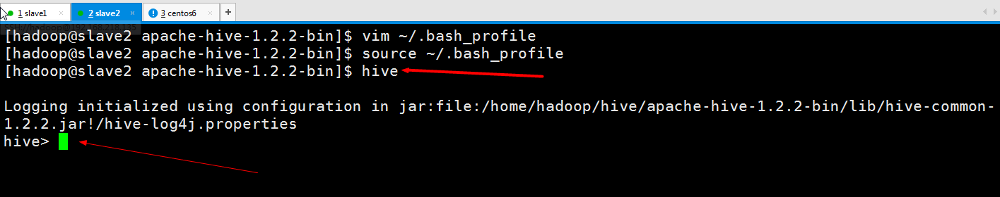 1 slave1 × 2 slave2 × 3 centos6 × +
[hadoop@slave2 apache-hive-1.2.2-bin]$ vim ~/.bash_profile
[hadoop@slave2 apache-hive-1.2.2-bin]$ source ~/.bash_profile
[hadoop@slave2 apache-hive-1.2.2-bin]$ hive
Logging initialized using configuration in jar:file:/home/hadoop/hive/apache-hive-1.2.2-bin/lib/hive-common-
1.2.2.jar!/hive-log4j.properties
hive>